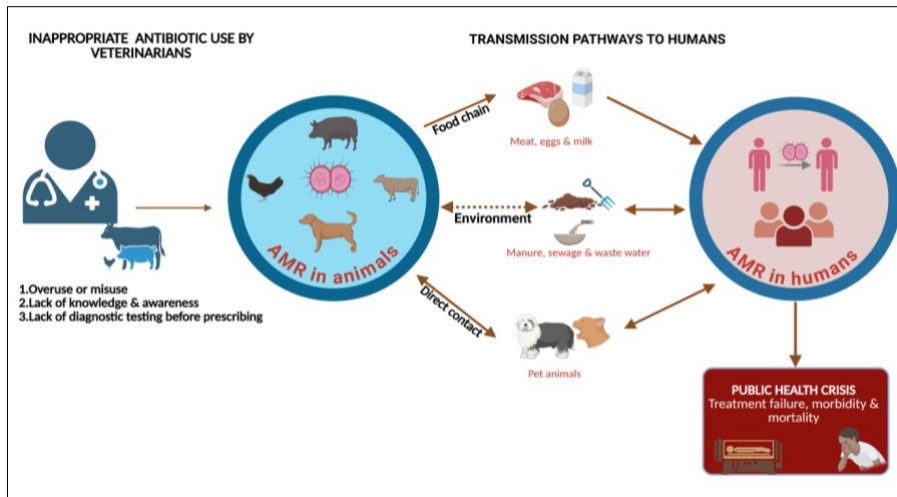 INAPPROPRIATE ANTIBIOTIC USE BY
VETERINARIANS
1.Overuse or misuse
2.Lack of knowledge & awareness
3.Lack of diagnostic testing before prescribing
AMR in animals
TRANSMISSION PATHWAYS TO HUMANS
Food chain
Meat, eggs & milk
Environment
Manure, sewage & waste water
Direct contact
Pet animals
AMR in humans
PUBLIC HEALTH CRISIS
Treatment failure, morbidity &
mortality